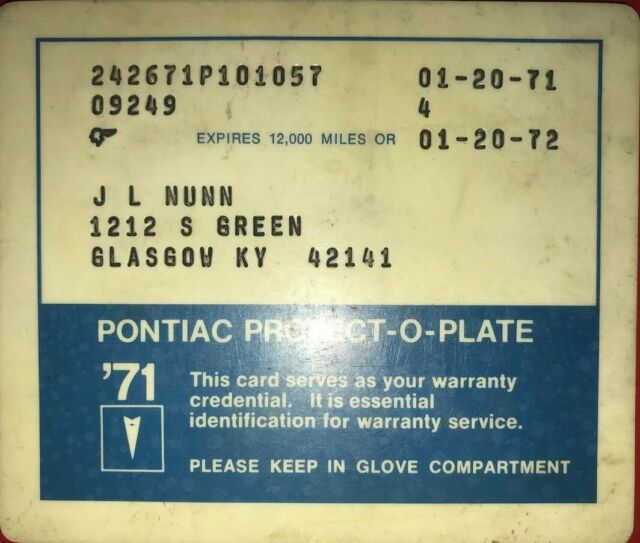 242671P101057 01-20-71
09249 4
EXPIRES 12,000 MILES OR 01-20-72
J L NUNN
1212 S GREEN
GLASGOW KY 42141
PONTIAC PROTECT-O-PLATE
'71
This card serves as your warranty
credential. It is essential
identification for warranty service.
PLEASE KEEP IN GLOVE COMPARTMENT